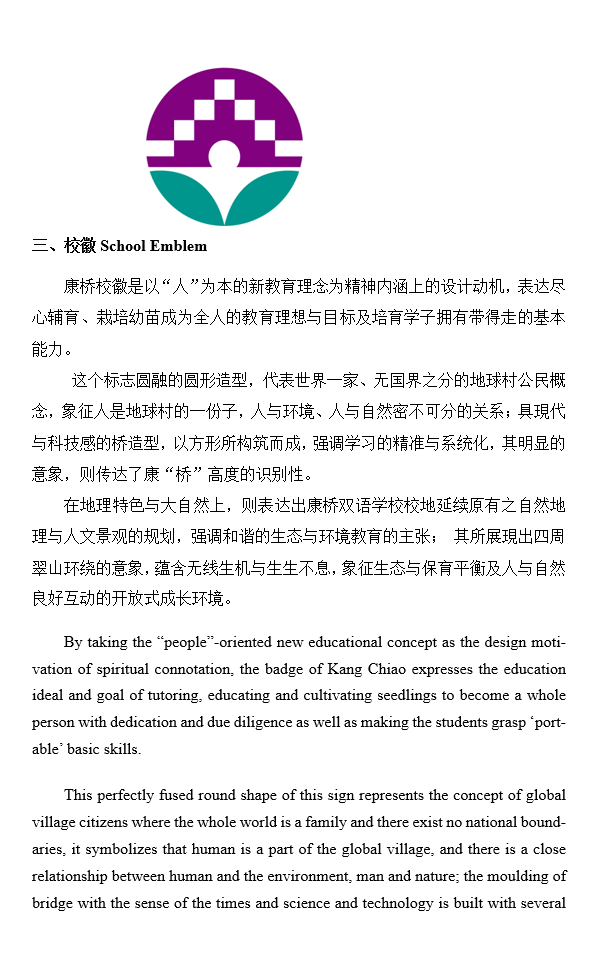 三、校徽 School Emblem
康桥校徽是以“人”为本的新教育理念为精神内涵上的设计动机，表达尽
心辅育、栽培幼苗成为全人的教育理想与目标及培育学子拥有带得走的基本
能力。
这个标志圆融的圆形造型，代表世界一家、无国界之分的地球村公民概
念，象征人是地球村的一份子，人与环境、人与自然密不可分的关系；具現代
与科技感的桥造型，以方形所构筑而成，强调学习的精准与系统化，其明显的
意象，则传达了康“桥”高度的识别性。
在地理特色与大自然上，则表达出康桥双语学校校地延续原有之自然地
理与人文景观的规划，强调和谐的生态与环境教育的主张； 其所展現出四周
翠山环绕的意象，蕴含无线生机与生生不息，象征生态与保育平衡及人与自然
良好互动的开放式成长环境。
By taking the “people”-oriented new educational concept as the design moti-
vation of spiritual connotation, the badge of Kang Chiao expresses the education
ideal and goal of tutoring, educating and cultivating seedlings to become a whole
person with dedication and due diligence as well as making the students grasp ‘port-
able’ basic skills.
This perfectly fused round shape of this sign represents the concept of global
village citizens where the whole world is a family and there exist no national bound-
aries, it symbolizes that human is a part of the global village, and there is a close
relationship between human and the environment, man and nature; the moulding of
bridge with the sense of the times and science and technology is built with several